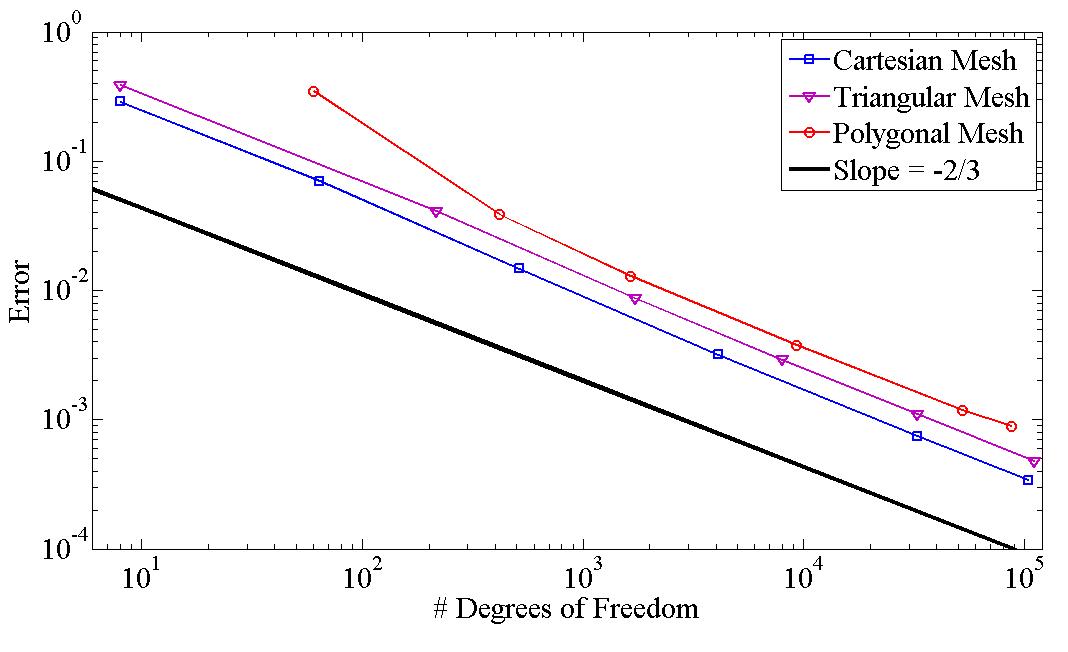 10^0
10^-1
10^-2
10^-3
10^-4
Error
Cartesian Mesh
Triangular Mesh
Polygonal Mesh
Slope = -2/3
10^1 10^2 10^3 10^4 10^5
# Degrees of Freedom